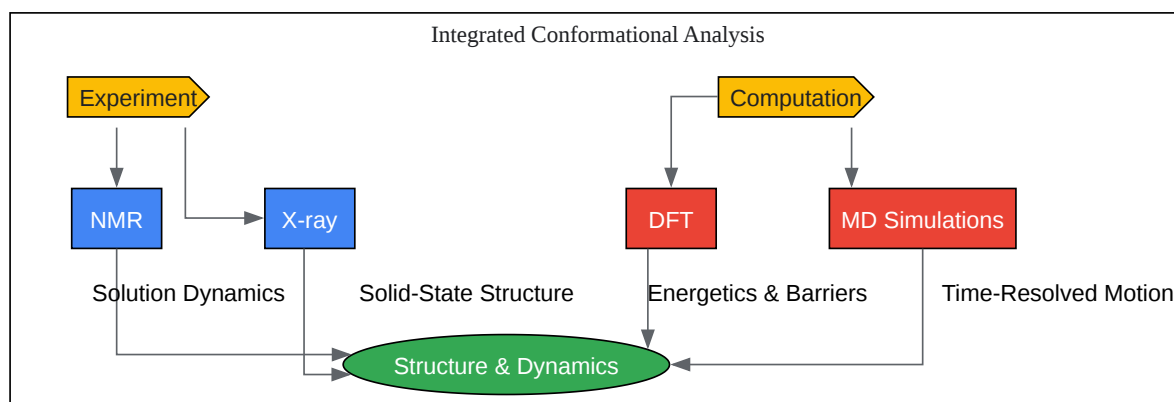 Integrated Conformational Analysis
Experiment
Computation
NMR
X-ray
DFT
MD Simulations
Solution Dynamics
Solid-State Structure
Energetics & Barriers
Time-Resolved Motion
Structure & Dynamics